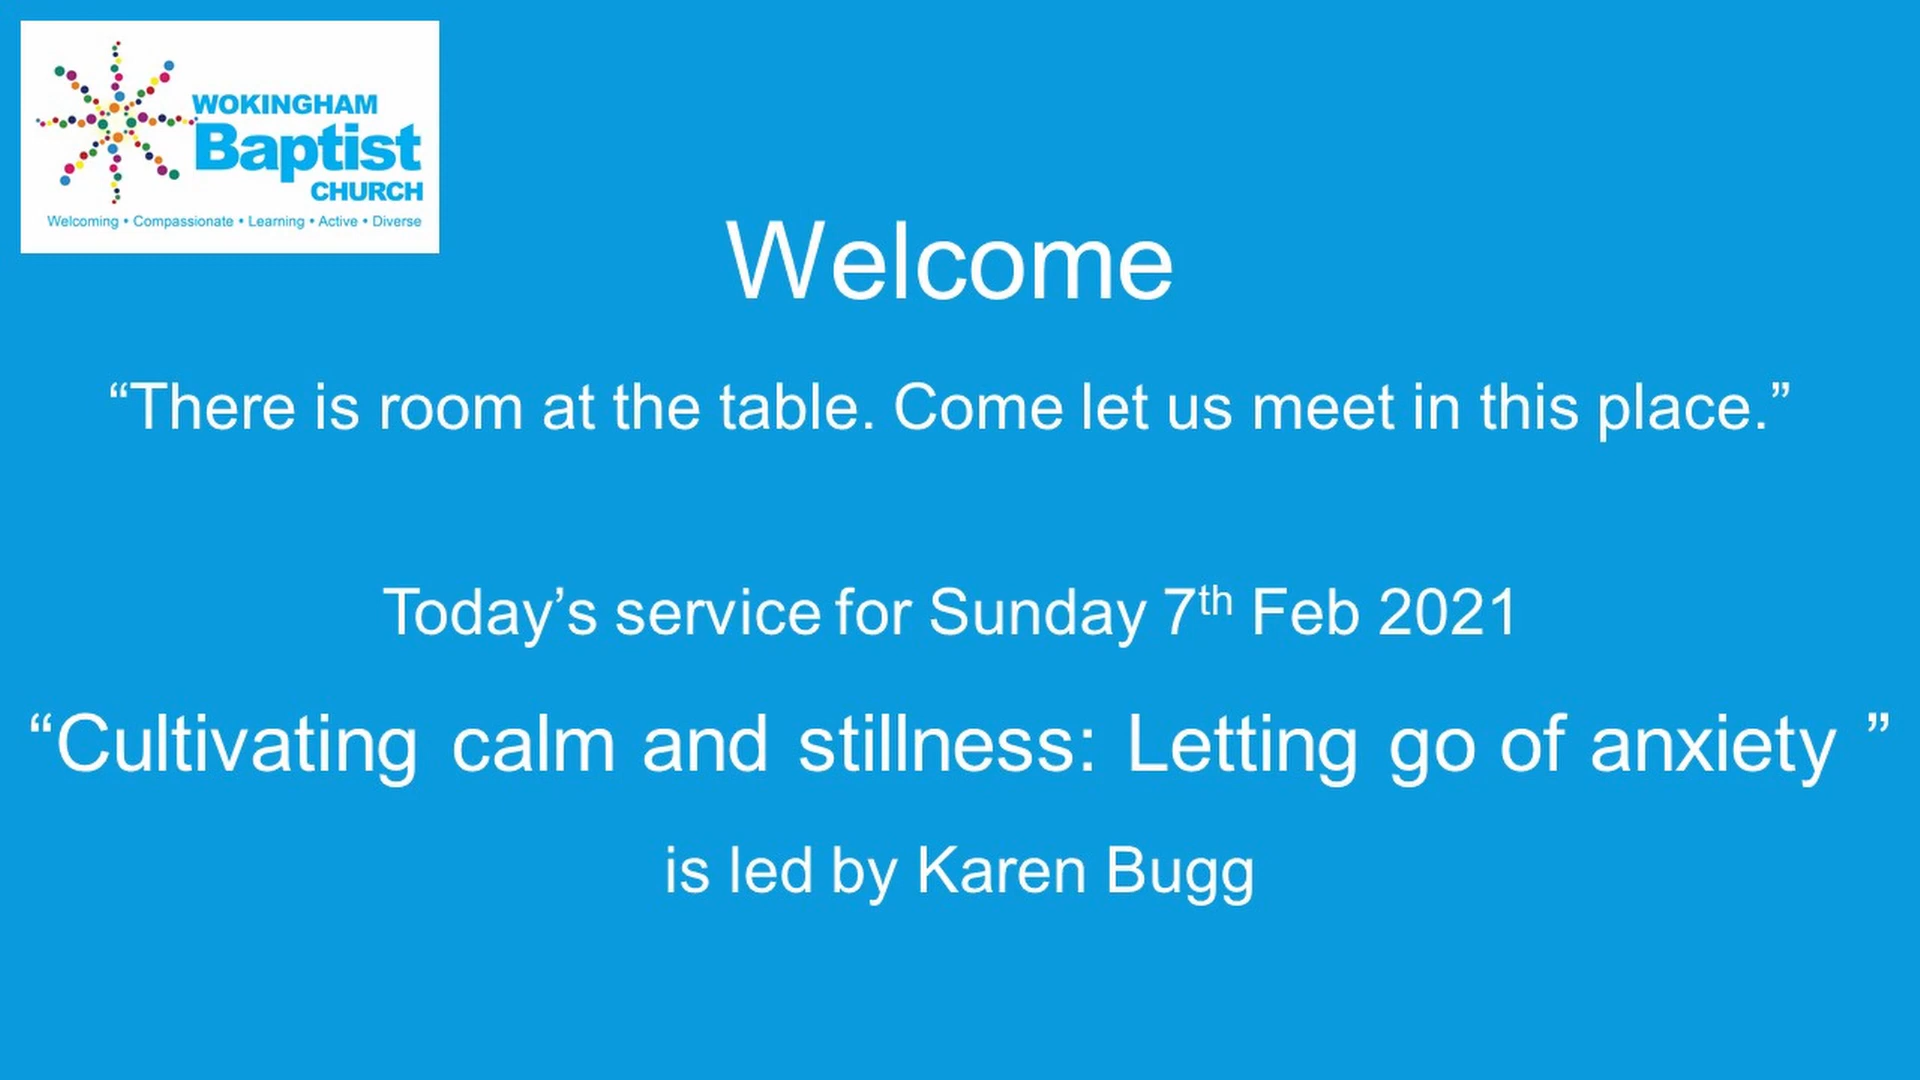 WOKINGHAM
Baptist
CHURCH
Welcoming • Compassionate • Learning • Active • Diverse
Welcome
“There is room at the table. Come let us meet in this place.”
Today’s service for Sunday 7th Feb 2021
“Cultivating calm and stillness: Letting go of anxiety ”
is led by Karen Bugg